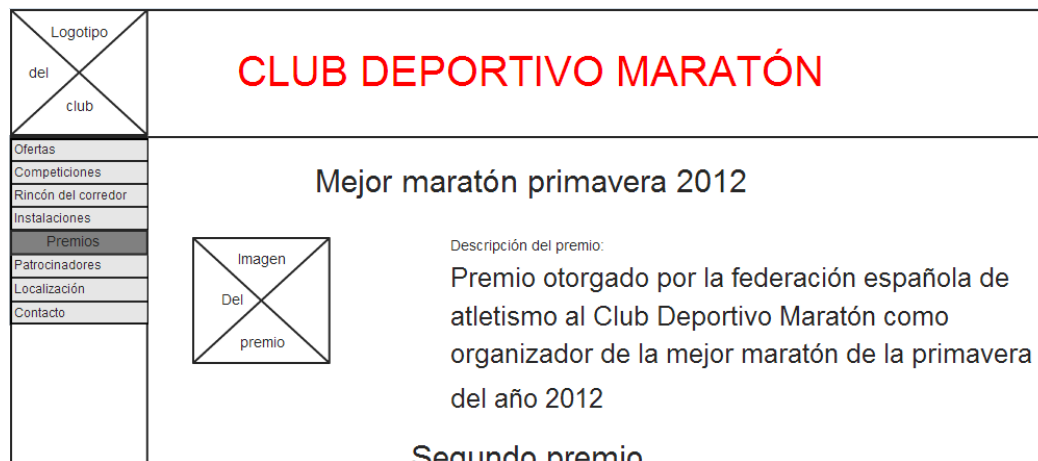 Logotipo
del
club
CLUB DEPORTIVO MARATÓN
Ofertas
Competiciones
Rincón del corredor
Instalaciones
Premios
Patrocinadores
Localización
Contacto
Mejor maratón primavera 2012
Imagen
Del
premio
Descripción del premio:
Premio otorgado por la federación española de
atletismo al Club Deportivo Maratón como
organizador de la mejor maratón de la primavera
del año 2012
Segundo premio